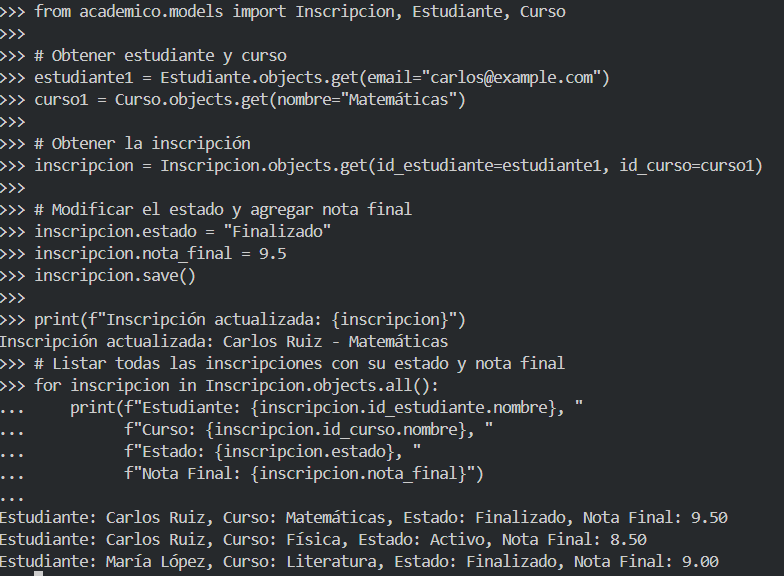 >>> from academico.models import Inscripcion, Estudiante, Curso
>>>
>>> # Obtener estudiante y curso
>>> estudiante1 = Estudiante.objects.get(email="carlos@example.com")
>>> curso1 = Curso.objects.get(nombre="Matemáticas")
>>>
>>> # Obtener la inscripción
>>> inscripcion = Inscripcion.objects.get(id_estudiante=estudiante1, id_curso=curso1)
>>>
>>> # Modificar el estado y agregar nota final
>>> inscripcion.estado = "Finalizado"
>>> inscripcion.nota_final = 9.5
>>> inscripcion.save()
>>>
>>> print(f"Inscripción actualizada: {inscripcion}")
Inscripción actualizada: Carlos Ruiz - Matemáticas
>>> # Listar todas las inscripciones con su estado y nota final
>>> for inscripcion in Inscripcion.objects.all():
...     print(f"Estudiante: {inscripcion.id_estudiante.nombre}, "
...           f"Curso: {inscripcion.id_curso.nombre}, "
...           f"Estado: {inscripcion.estado}, "
...           f"Nota Final: {inscripcion.nota_final}")
...
Estudiante: Carlos Ruiz, Curso: Matemáticas, Estado: Finalizado, Nota Final: 9.50
Estudiante: Carlos Ruiz, Curso: Física, Estado: Activo, Nota Final: 8.50
Estudiante: María López, Curso: Literatura, Estado: Finalizado, Nota Final: 9.00